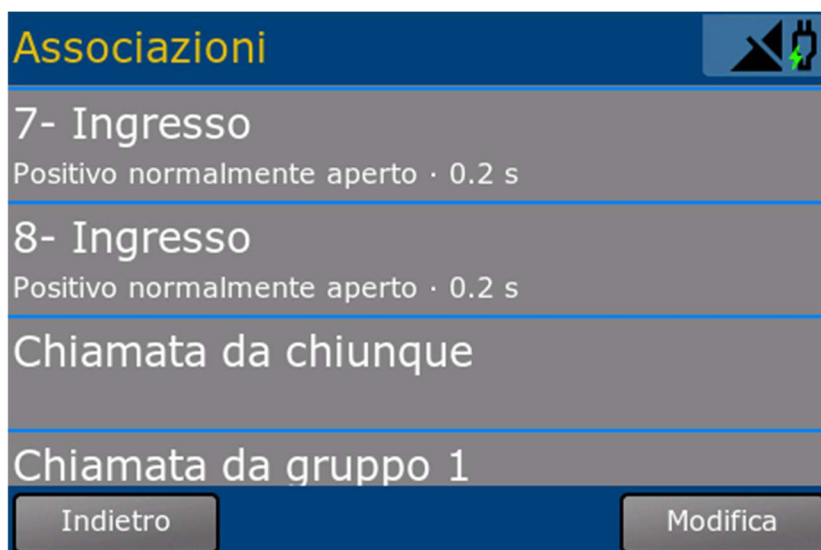 Associazioni
7- Ingresso
Positivo normalmente aperto · 0.2 s
8- Ingresso
Positivo normalmente aperto · 0.2 s
Chiamata da chiunque
Chiamata da gruppo 1
Indietro
Modifica